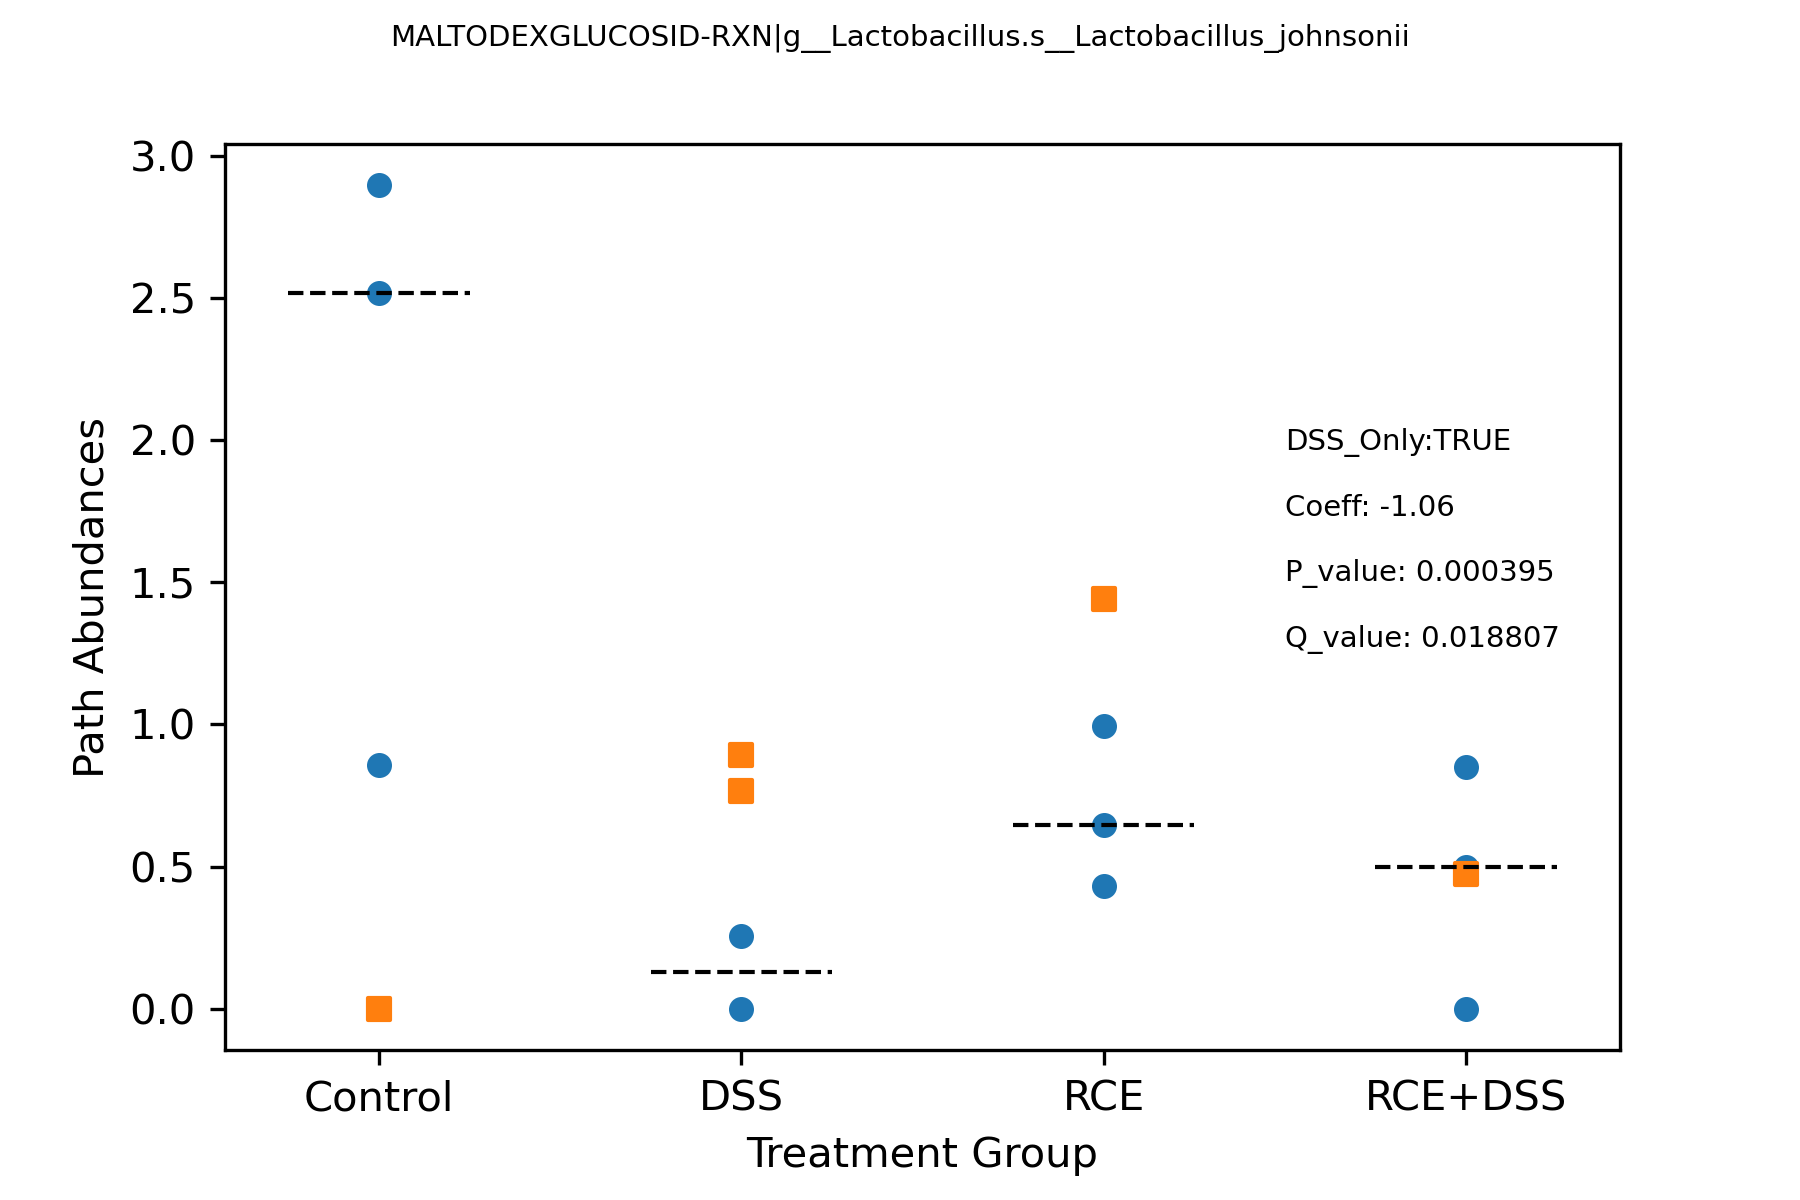 MALTODEXGLUCOSID-RXN|g__Lactobacillus.s__Lactobacillus_johnsonii
3.0
2.5
2.0
1.5
1.0
0.5
0.0
Path Abundances
DSS_Only:TRUE
Coeff: -1.06
P_value: 0.000395
Q_value: 0.018807
Control
DSS
RCE
RCE+DSS
Treatment Group